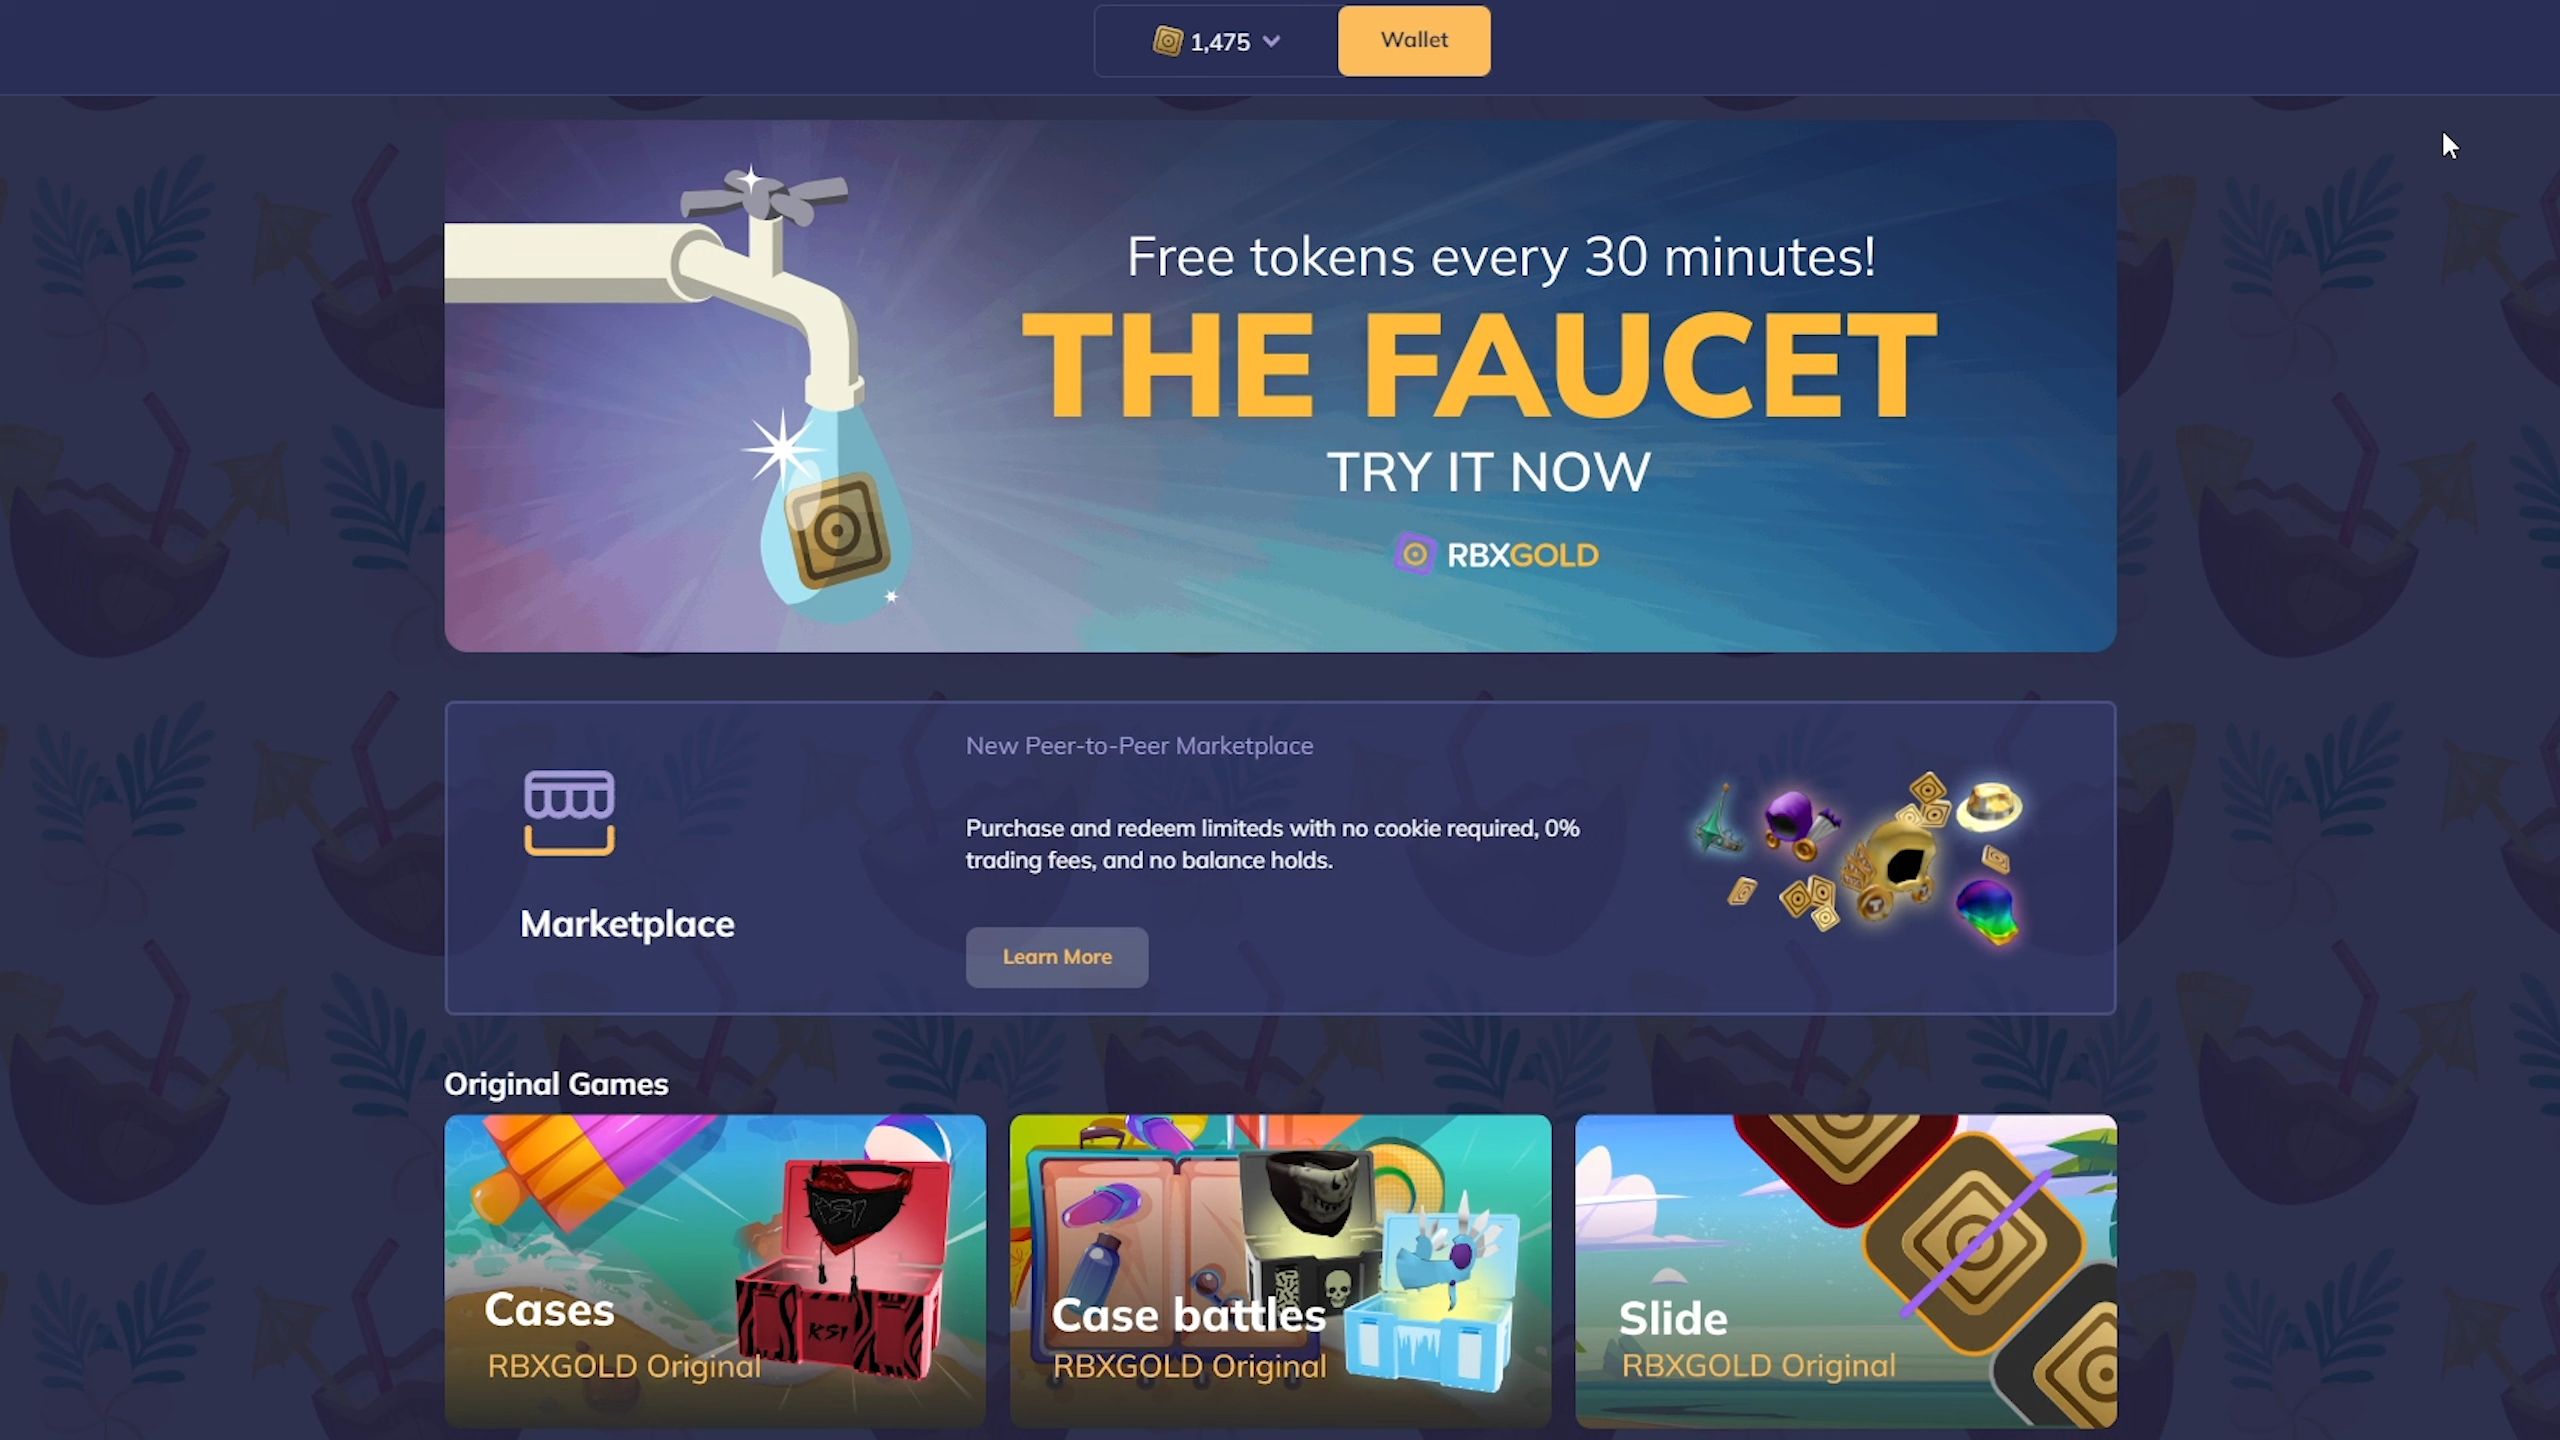 1,475
Wallet
Free tokens every 30 minutes!
THE FAUCET
TRY IT NOW
RBXGOLD
New Peer-to-Peer Marketplace
Purchase and redeem limiteds with no cookie required, 0%
trading fees, and no balance holds.
Marketplace
Learn More
Original Games
KSI
KSI
Cases
RBXGOLD Original
Case battles
RBXGOLD Original
Slide
RBXGOLD Original